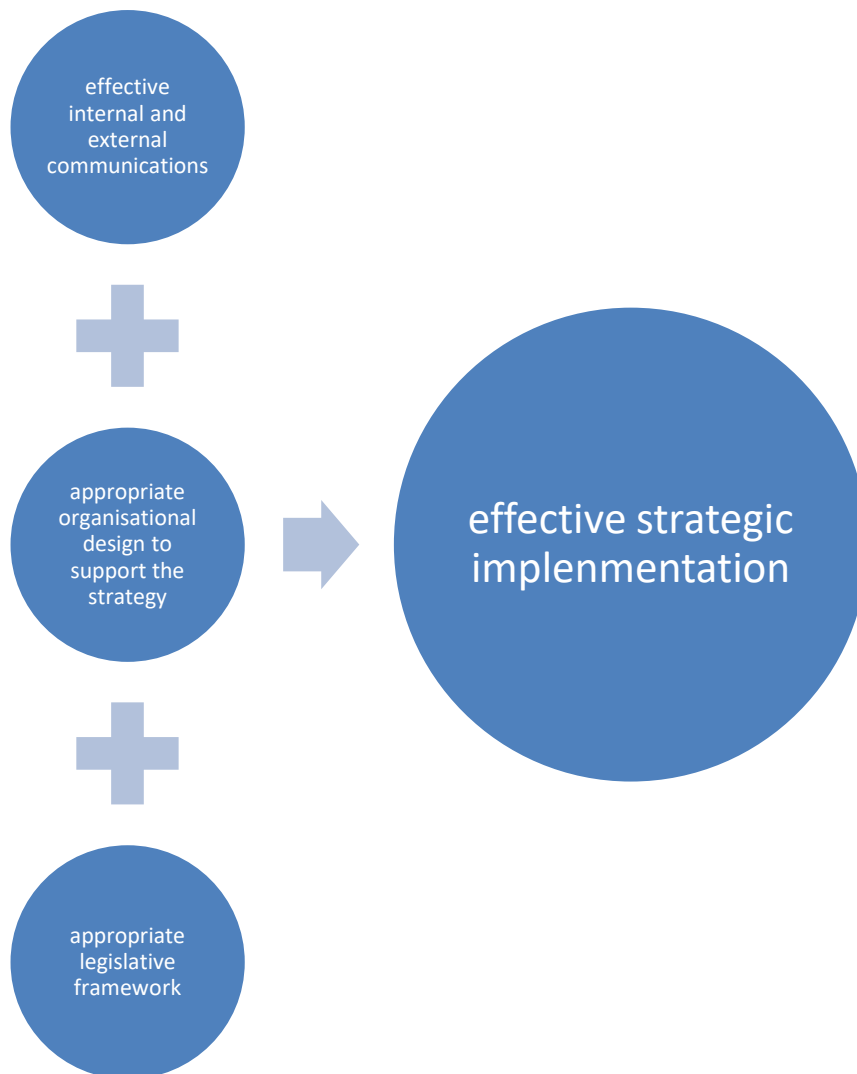 effective
internal and
external
communications
appropriate
organisational
design to
support the
strategy
appropriate
legislative
framework
effective strategic
implenmentation